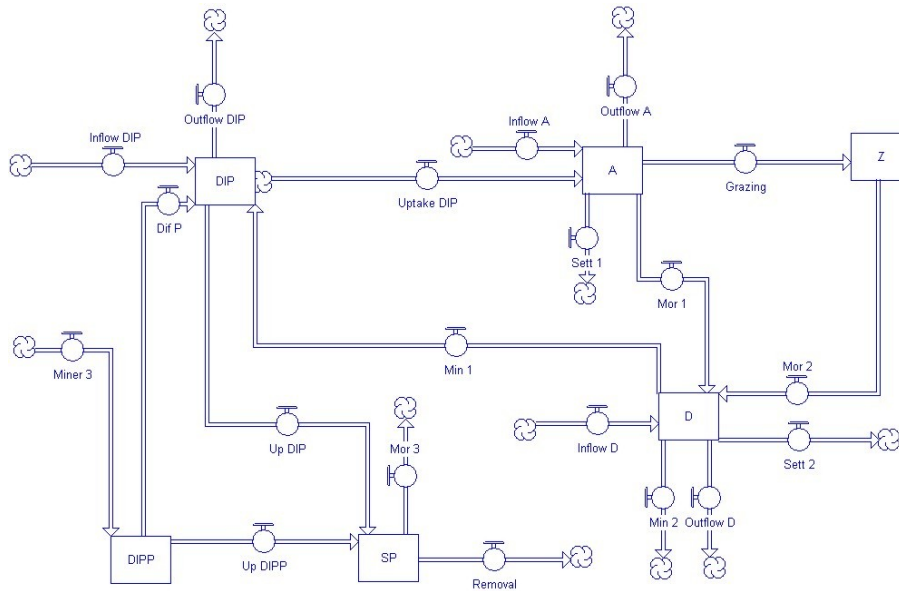 Outflow DIP
Outflow A
Inflow DIP
Inflow A
DIP
A
Z
Uptake DIP
Grazing
Dif P
Sett 1
Mor 1
Miner 3
Min 1
Mor 2
D
Up DIP
Mor 3
Inflow D
Sett 2
Min 2
Outflow D
DIPP
SP
Up DIPP
Removal